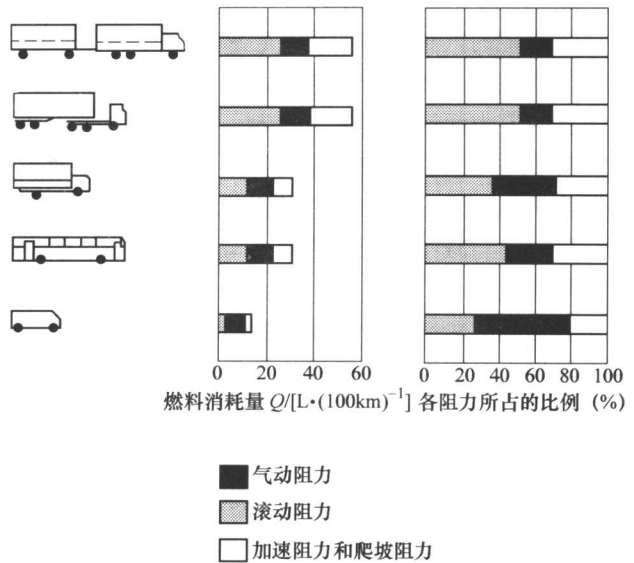 0 20 40 60
0 20 40 60 80 100
燃料消耗量 Q/[L·(100km)⁻¹] 各阻力所占的比例 (%)
气动阻力
滚动阻力
加速阻力和爬坡阻力